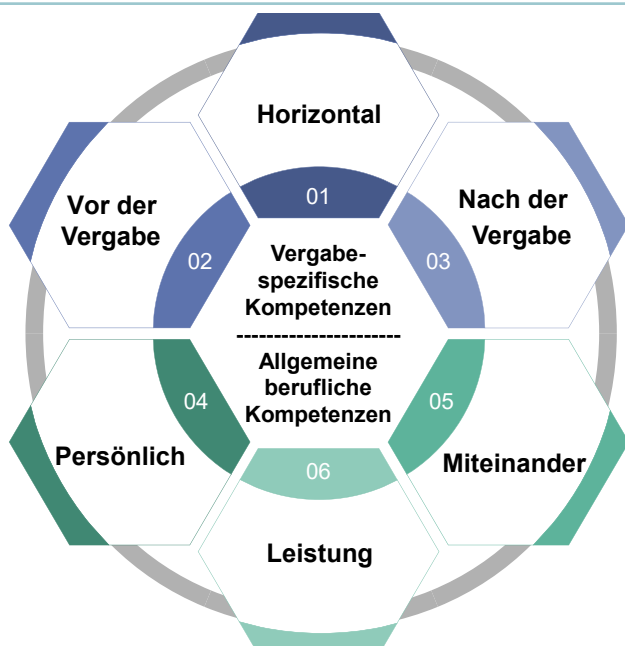 Horizontal
01
Vor der
Vergabe
02
Nach der
Vergabe
03
Vergabe-
spezifische
Kompetenzen
-----------------------
Allgemeine
berufliche
Kompetenzen
04
Persönlich
05
Miteinander
06
Leistung